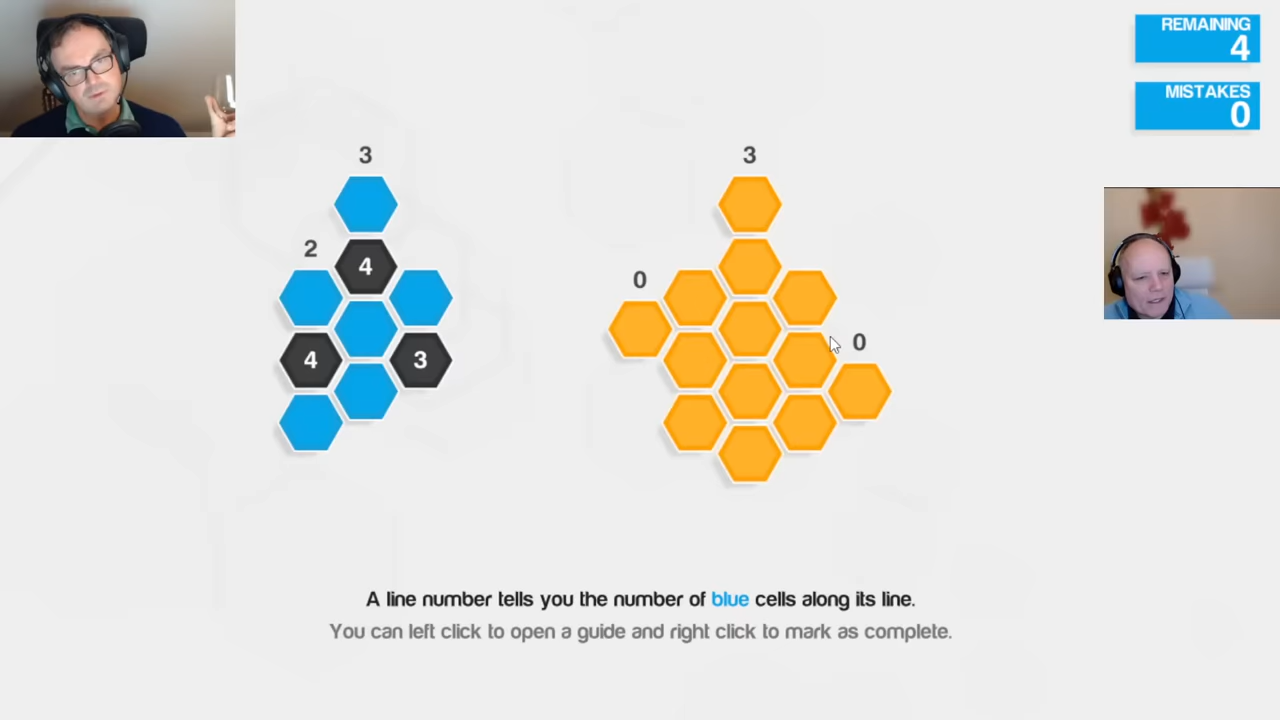 REMAINING
4
MISTAKES
0
3
3
2
4
0
4
3
0
A line number tells you the number of blue cells along its line.
You can left click to open a guide and right click to mark as complete.